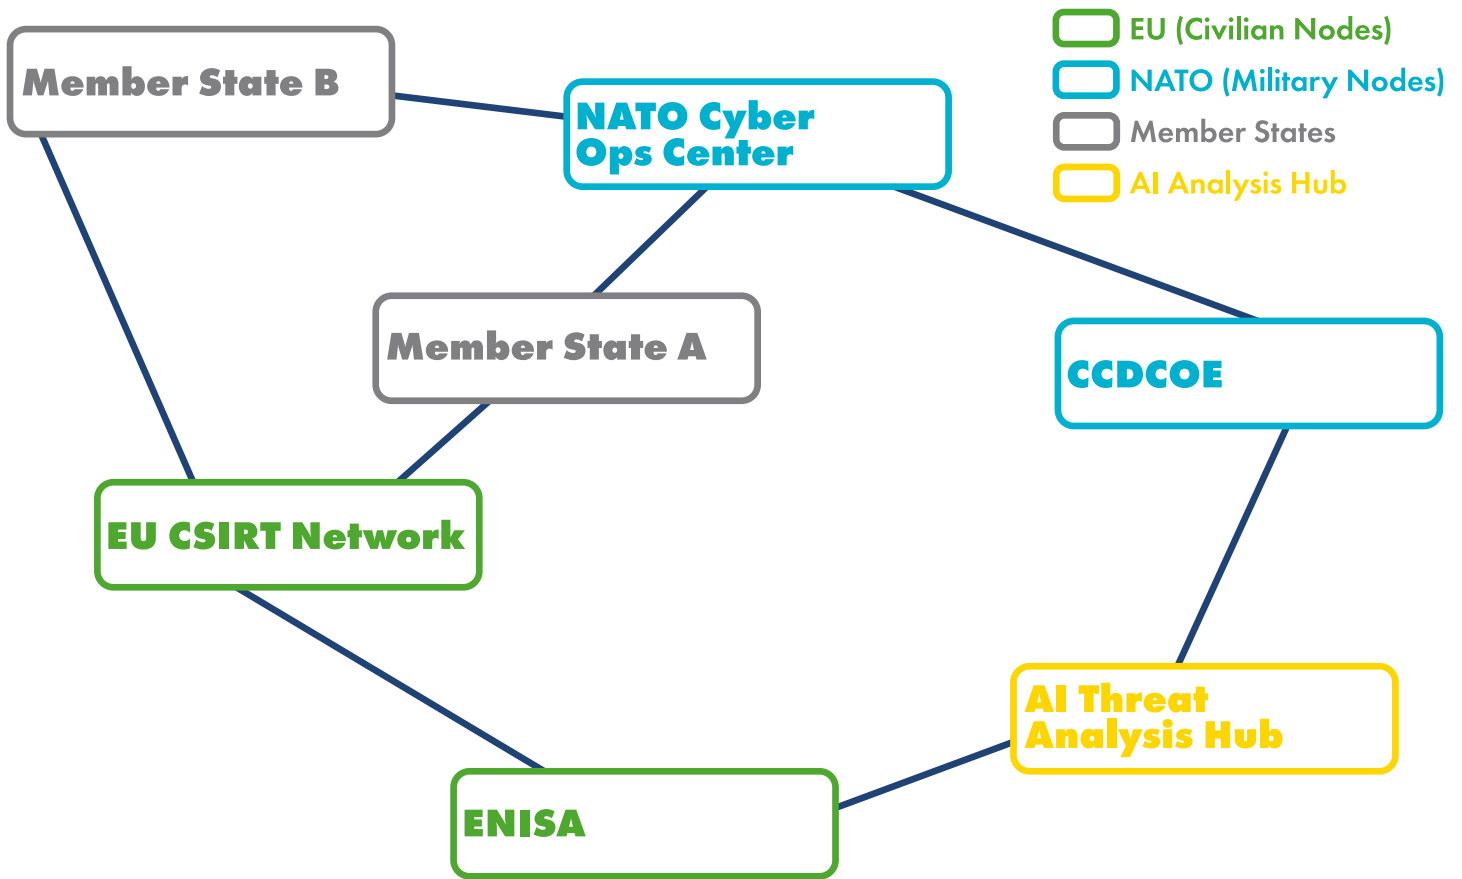 Member State B
NATO Cyber
Ops Center
EU (Civilian Nodes)
NATO (Military Nodes)
Member States
AI Analysis Hub
Member State A
CCDCOE
EU CSIRT Network
AI Threat
Analysis Hub
ENISA